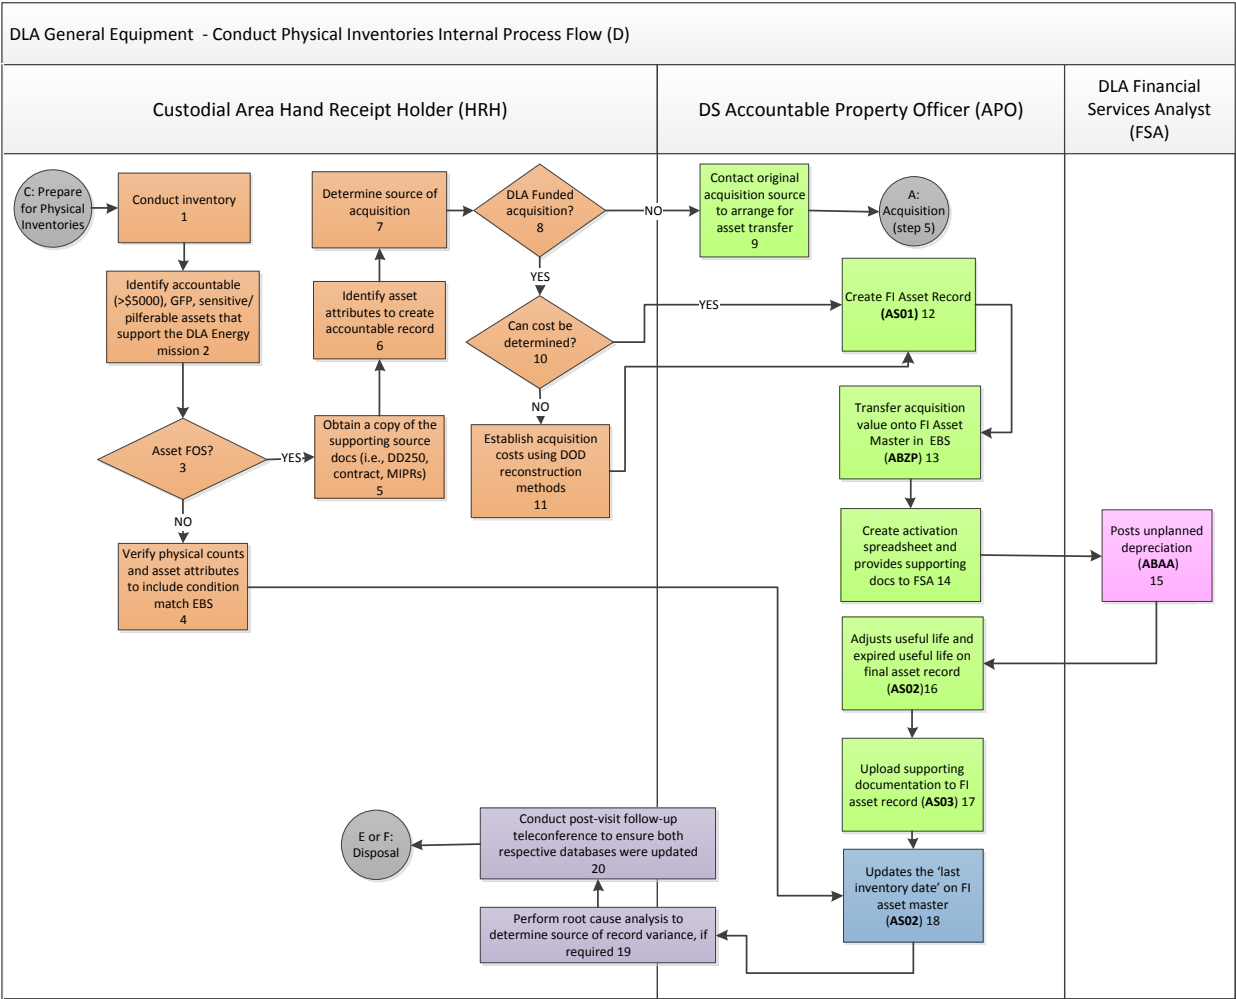 DLA General Equipment - Conduct Physical Inventories Internal Process Flow (D)
Custodial Area Hand Receipt Holder (HRH)
DS Accountable Property Officer (APO)
DLA Financial
Services Analyst
(FSA)
C: Prepare
for Physical
Inventories
Conduct inventory
1
Identify accountable
(>$5000), GFP, sensitive/
pilferable assets that
support the DLA Energy
mission 2
Asset FOS?
3
YES
NO
Verify physical counts
and asset attributes
to include condition
match EBS
4
Obtain a copy of the
supporting source
docs (i.e., DD250,
contract, MIPRs)
5
Identify asset
attributes to create
accountable record
6
Determine source of
acquisition
7
DLA Funded
acquisition?
8
NO
YES
Contact original
acquisition source
to arrange for
asset transfer
9
A:
Acquisition
(step 5)
Can cost be
determined?
10
YES
NO
Establish acquisition
costs using DOD
reconstruction
methods
11
Create FI Asset Record
(AS01) 12
Transfer acquisition
value onto FI Asset
Master in EBS
(ABZP) 13
Create activation
spreadsheet and
provides supporting
docs to FSA 14
Posts unplanned
depreciation
(ABAA)
15
Adjusts useful life and
expired useful life on
final asset record
(AS02)16
Upload supporting
documentation to FI
asset record (AS03) 17
Updates the ‘last
inventory date’ on FI
asset master
(AS02) 18
Perform root cause analysis to
determine source of record variance, if
required 19
Conduct post-visit follow-up
teleconference to ensure both
respective databases were updated
20
E or F:
Disposal